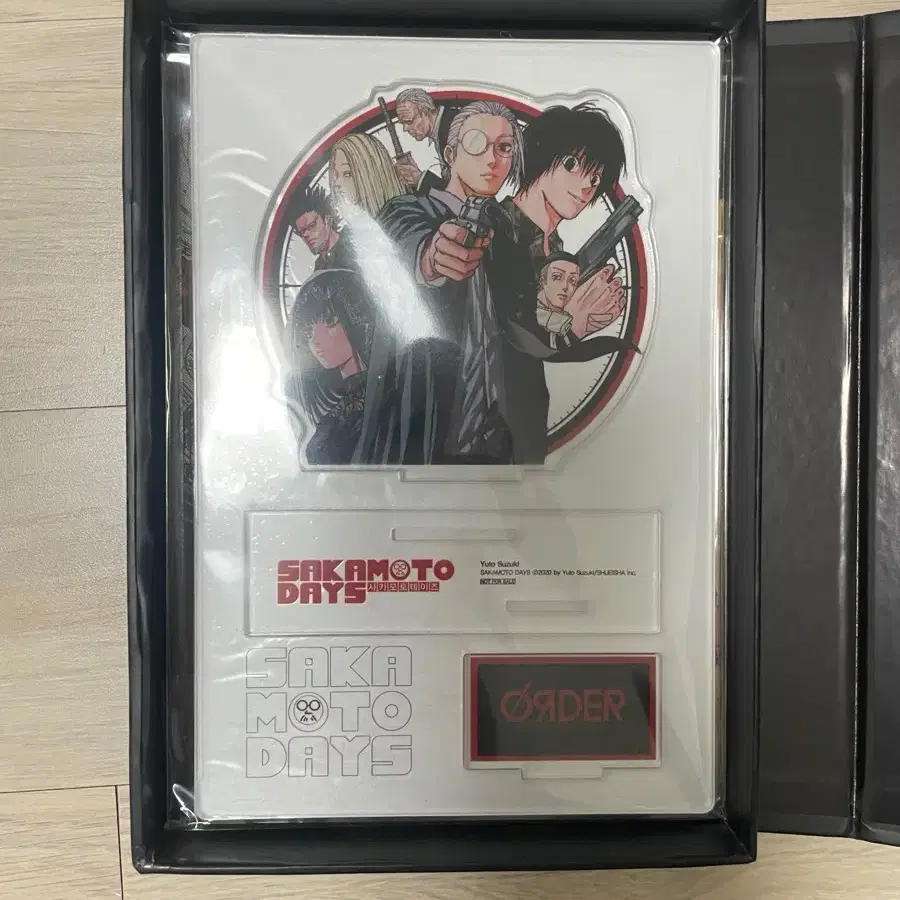 SAKAMOTO
DAYS 사카모토데이즈
Yuto Suzuki
SAKAMOTO DAYS ©2020 by Yuto Suzuki/SHUEISHA Inc.
NOT FOR SALE
SAKA
MOTO
DAYS
ØЯDER